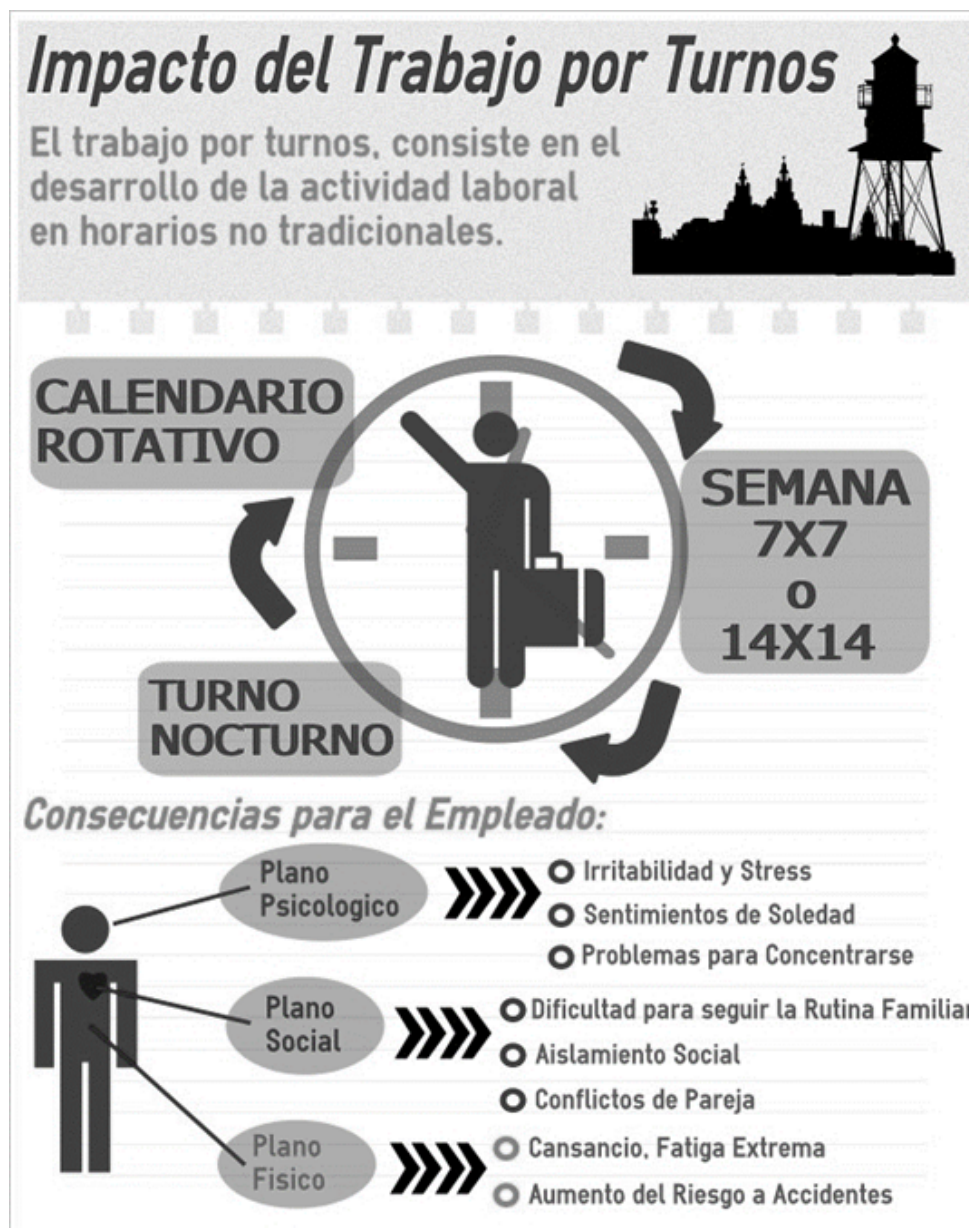 Impacto del Trabajo por Turnos
El trabajo por turnos, consiste en el
desarrollo de la actividad laboral
en horarios no tradicionales.
CALENDARIO
ROTATIVO
SEMANA
7X7
o
14X14
TURNO
NOCTURNO
Consecuencias para el Empleado:
Plano
Psicologico
Irritabilidad y Stress
Sentimientos de Soledad
Problemas para Concentrarse
Plano
Social
Dificultad para seguir la Rutina Familiar
Aislamiento Social
Conflictos de Pareja
Plano
Fisico
Cansancio, Fatiga Extrema
Aumento del Riesgo a Accidentes